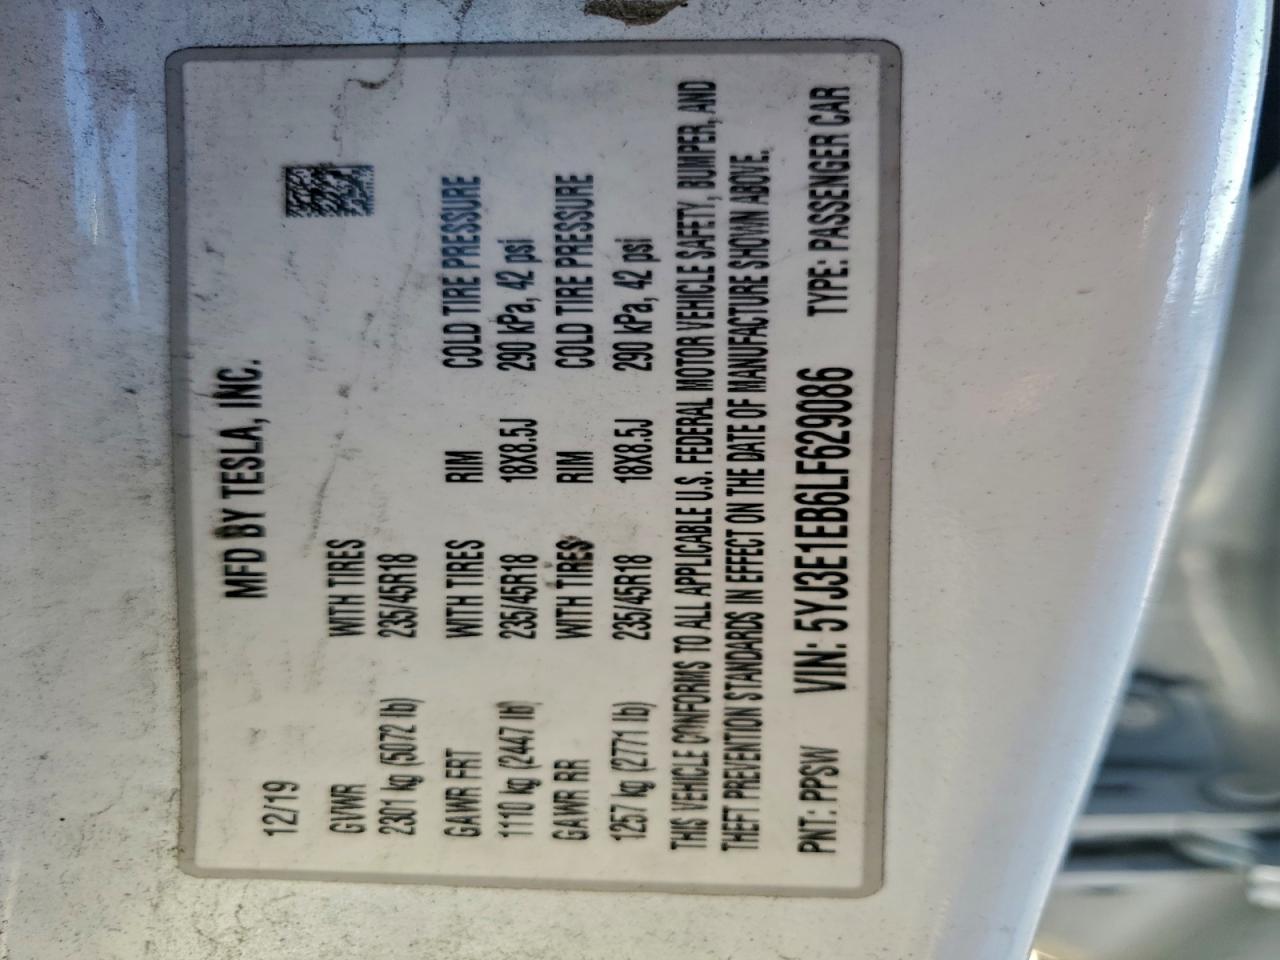 MFD BY TESLA, INC.
12/19
GVWR WITH TIRES
2301 kg (5072 lb) 235/45R18
GAWR FRT WITH TIRES RIM COLD TIRE PRESSURE
1110 kg (2447 lb) 235/45R18 18X8.5J 290 kPa, 42 psi
GAWR RR WITH TIRES RIM COLD TIRE PRESSURE
1257 kg (2771 lb) 235/45R18 18X8.5J 290 kPa, 42 psi
THIS VEHICLE CONFORMS TO ALL APPLICABLE U.S. FEDERAL MOTOR VEHICLE SAFETY, BUMPER, AND
THEFT PREVENTION STANDARDS IN EFFECT ON THE DATE OF MANUFACTURE SHOWN ABOVE.
PNT: PPSW VIN: 5YJ3E1EB6LF629086 TYPE: PASSENGER CAR